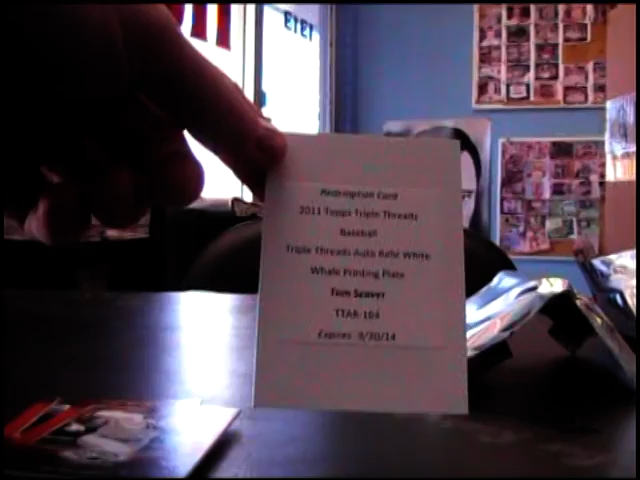 Redemption Card
2011 Topps Triple Threads
Baseball
Triple Threads Auto Relic White
Whale Printing Plate
Tom Seaver
TTAR-104
Expires 9/30/14